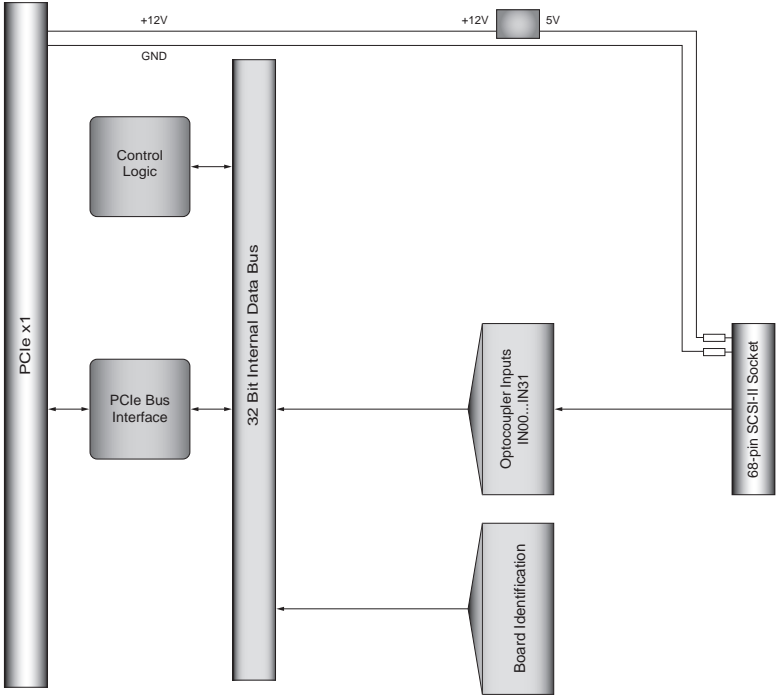 +12V
+12V
5V
GND
Control
Logic
PCIe x1
32 Bit Internal Data Bus
PCIe Bus
Interface
Optocoupler Inputs
IN00...IN31
68-pin SCSI-II Socket
Board Identification